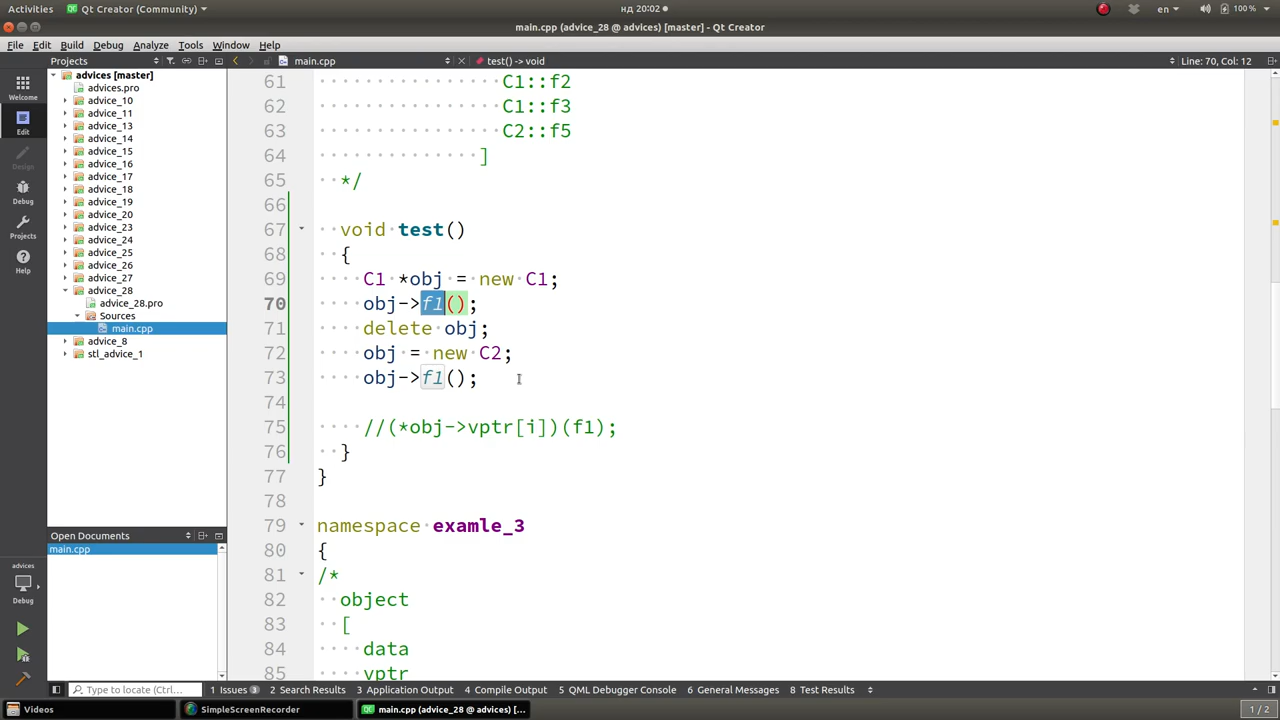 Activities
Qt Creator (Community)
нд 20:02
en
100 %
main.cpp (advice_28 @ advices) [master] - Qt Creator
File Edit Build Debug Analyze Tools Window Help
Projects
main.cpp
test() -> void
Line: 70, Col: 12
Welcome
Edit
Design
Debug
Projects
Help
advices
Debug
advices [master]
advices.pro
advice_10
advice_11
advice_13
advice_14
advice_15
advice_16
advice_17
advice_18
advice_19
advice_20
advice_23
advice_24
advice_25
advice_26
advice_27
advice_28
advice_28.pro
Sources
main.cpp
advice_8
stl_advice_1
Open Documents
main.cpp
61 C1::f2
62 C1::f3
63 C2::f5
64 ]
65 */
66
67 void test()
68 {
69 C1 *obj = new C1;
70 obj->f1();
71 delete obj;
72 obj = new C2;
73 obj->f1();
74
75 //(*obj->vptr[i])(f1);
76 }
77 }
78
79 namespace examle_3
80 {
81 /*
82 object
83 [
84 data
85 vptr
Type to locate (Ctrl...
1 Issues 3
2 Search Results
3 Application Output
4 Compile Output
5 QML Debugger Console
6 General Messages
8 Test Results
Videos
SimpleScreenRecorder
main.cpp (advice_28 @ advices) [...
1 / 2